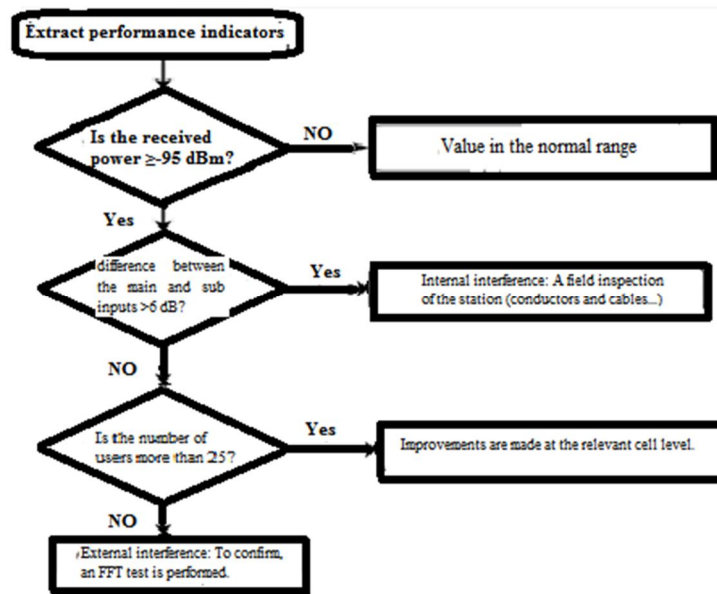 Extract performance indicators
Is the received
power ≥-95 dBm?
NO
Value in the normal range
Yes
difference between
the main and sub
inputs >6 dB?
Yes
Internal interference: A field inspection
of the station (conductors and cables...)
NO
Is the number of
users more than 25?
Yes
Improvements are made at the relevant cell level.
NO
External interference: To confirm,
an FFT test is performed.